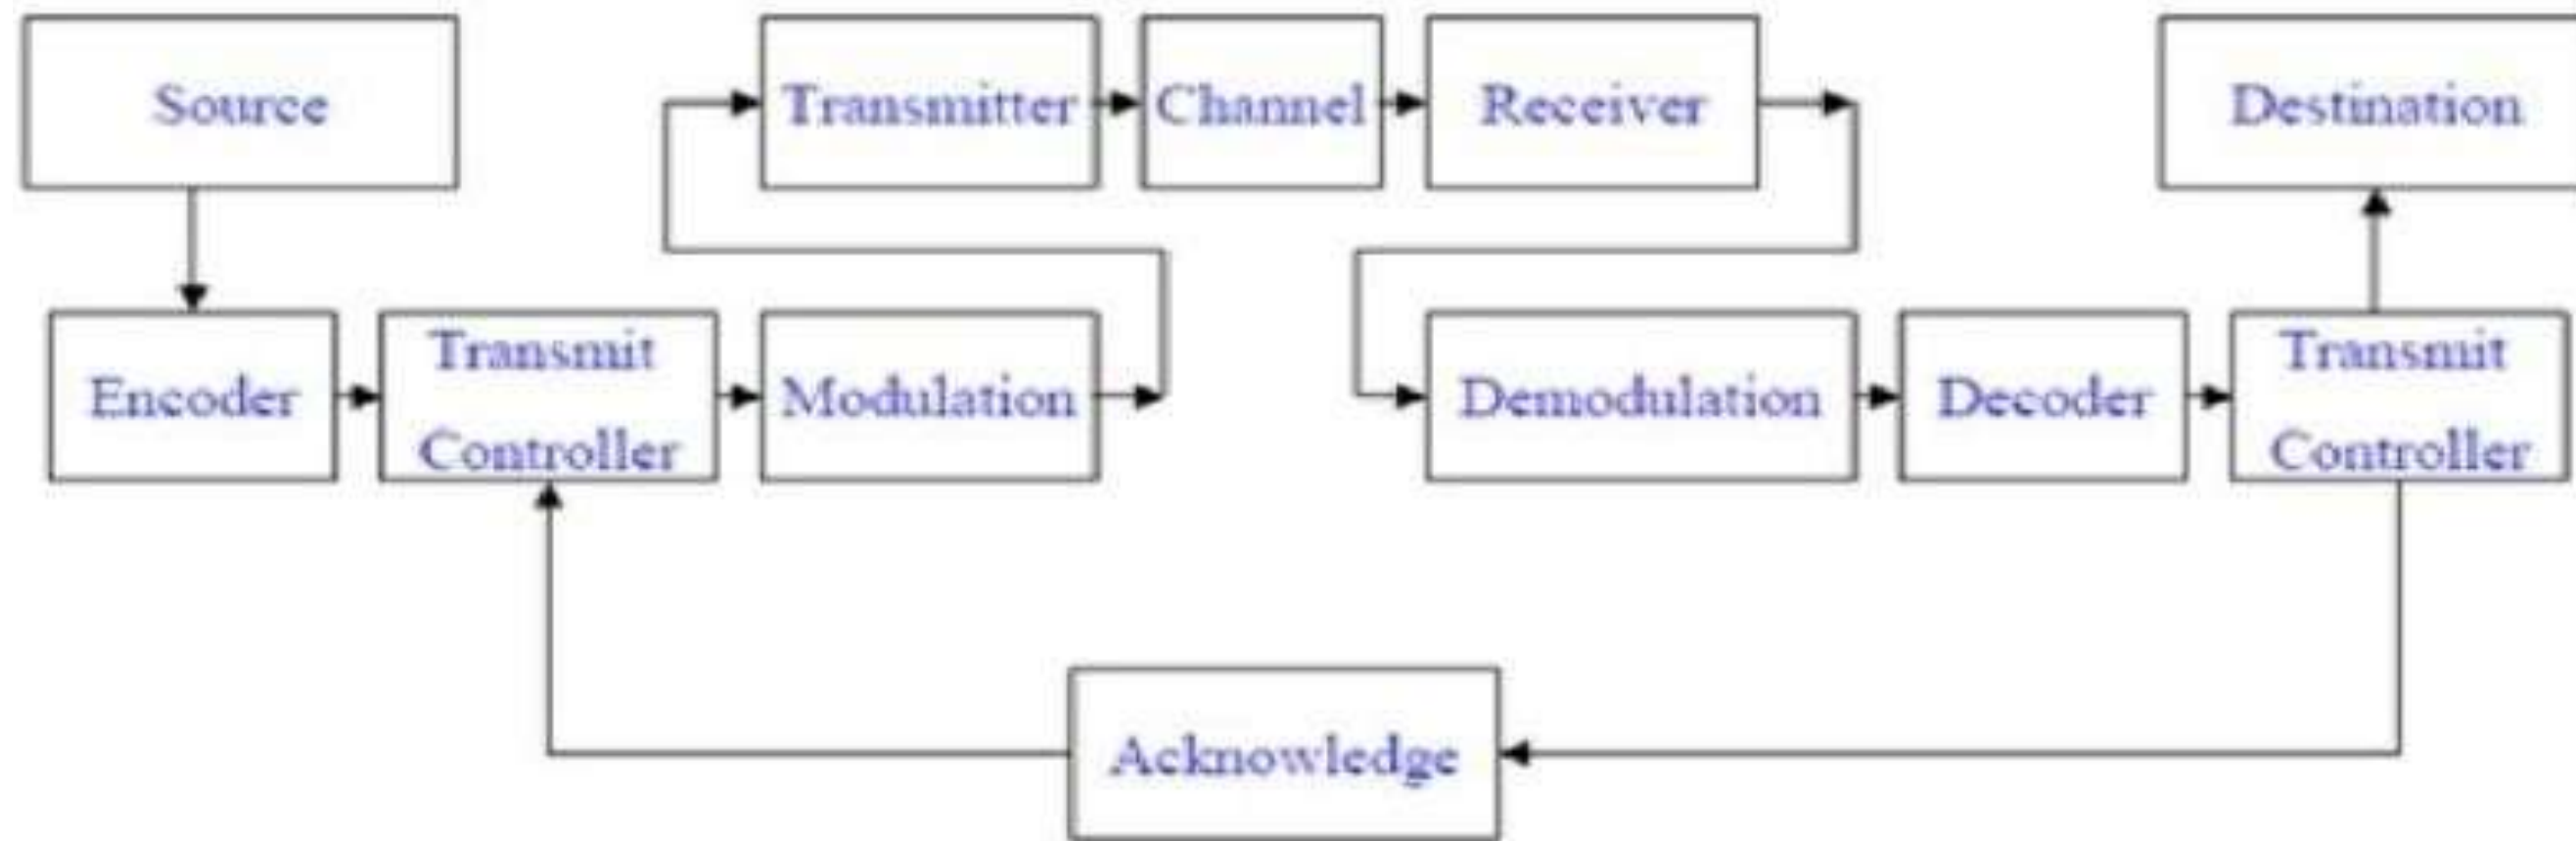 Source
Transmitter
Channel
Receiver
Destination
Encoder
Transmit
Controller
Modulation
Demodulation
Decoder
Transmit
Controller
Acknowledge